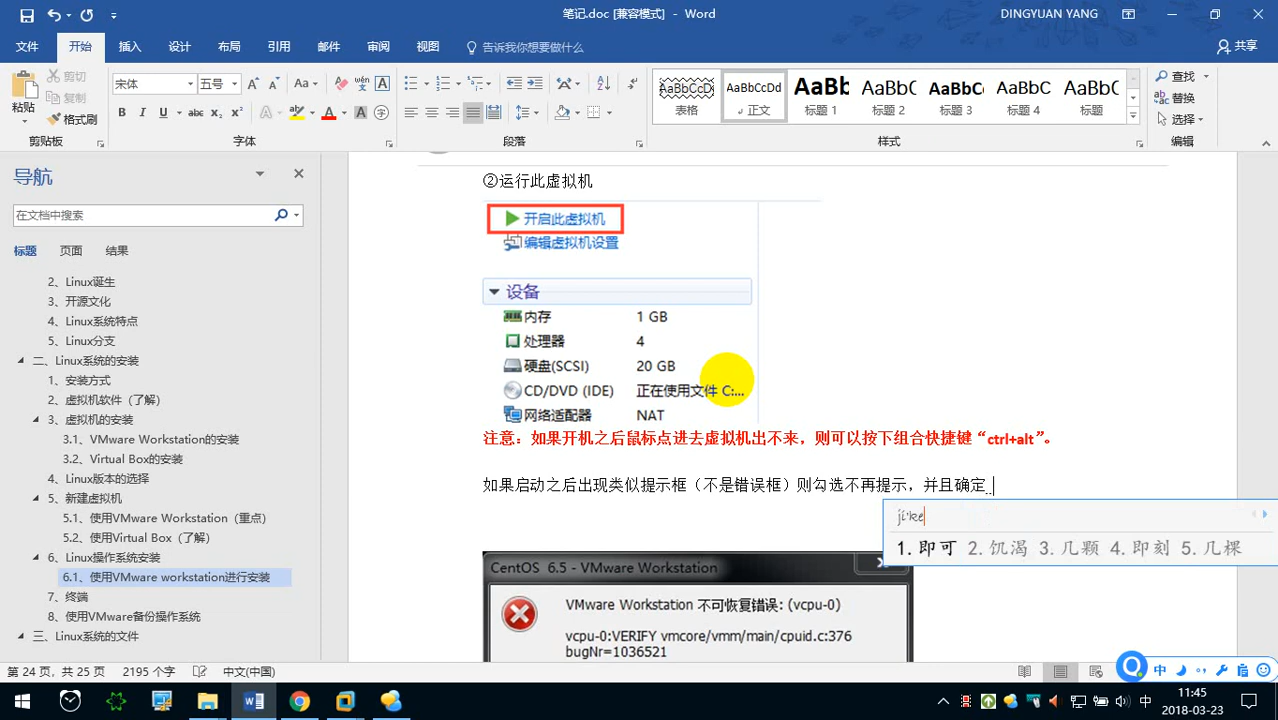 笔记.doc [兼容模式] - Word
DINGYUAN YANG
文件 开始 插入 设计 布局 引用 邮件 审阅 视图 告诉我你想要做什么 共享
粘贴 剪切 复制 格式刷
宋体 五号
AaBbCcDd 表格
AaBbCcDd 正文
AaBb 标题 1
AaBbC 标题 2
AaBbC 标题 3
AaBbC 标题 4
AaBbC 标题
查找 替换 选择
剪贴板 字体 段落 样式 编辑
导航
在文档中搜索
标题 页面 结果
2、Linux诞生
3、开源文化
4、Linux系统特点
5、Linux分支
二、Linux系统的安装
1、安装方式
2、虚拟机软件（了解）
3、虚拟机的安装
3.1、VMware Workstation的安装
3.2、Virtual Box的安装
4、Linux版本的选择
5、新建虚拟机
5.1、使用VMware Workstation（重点）
5.2、使用Virtual Box（了解）
6、Linux操作系统安装
6.1、使用VMware workstation进行安装
7、终端
8、使用VMware备份操作系统
三、Linux系统的文件
②运行此虚拟机
开启此虚拟机
编辑虚拟机设置
设备
内存 1 GB
处理器 4
硬盘(SCSI) 20 GB
CD/DVD (IDE) 正在使用文件 C:...
网络适配器 NAT
注意：如果开机之后鼠标点进去虚拟机出不来，则可以按下组合快捷键“ctrl+alt”。
如果启动之后出现类似提示框（不是错误框）则勾选不再提示，并且确定
ji'ke
1.即可 2.饥渴 3.几颗 4.即刻 5.几棵
CentOS 6.5 - VMware Workstation
VMware Workstation 不可恢复错误: (vcpu-0)
vcpu-0:VERIFY vmcore/vmm/main/cpuid.c:376
bugNr=1036521
第 24 页，共 25 页 2195 个字 中文(中国)
中
中
11:45
2018-03-23